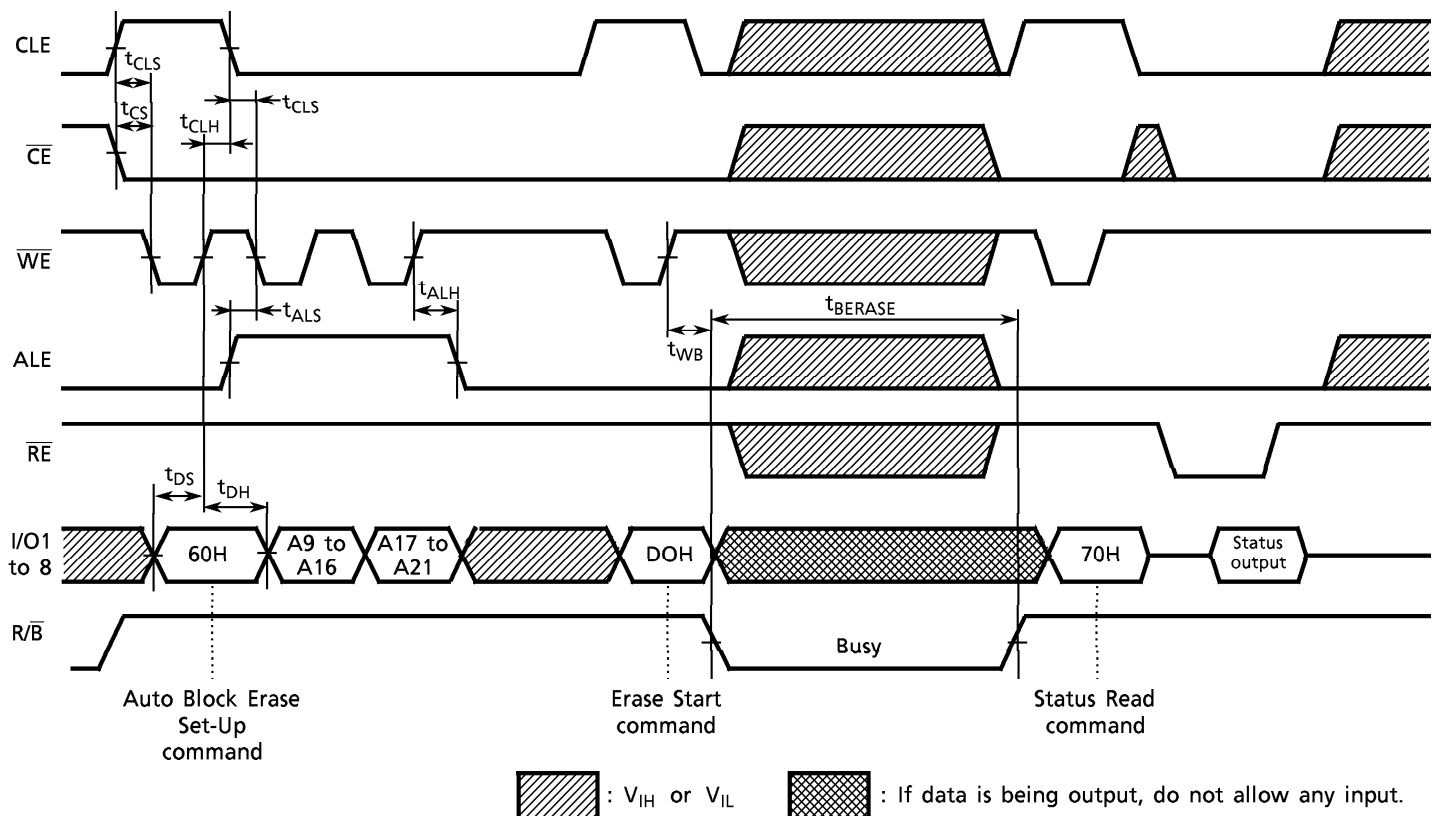 CLE
tCLS
tCS
tCLH
tCLS
CE
WE
tALH
tALS
tBERASE
tWB
ALE
RE
tDS
tDH
I/O1
to 8
60H
A9 to
A16
A17 to
A21
DOH
70H
Status
output
R/B
Busy
Auto Block Erase
Set-Up
command
Erase Start
command
Status Read
command
: VIH or VIL
: If data is being output, do not allow any input.